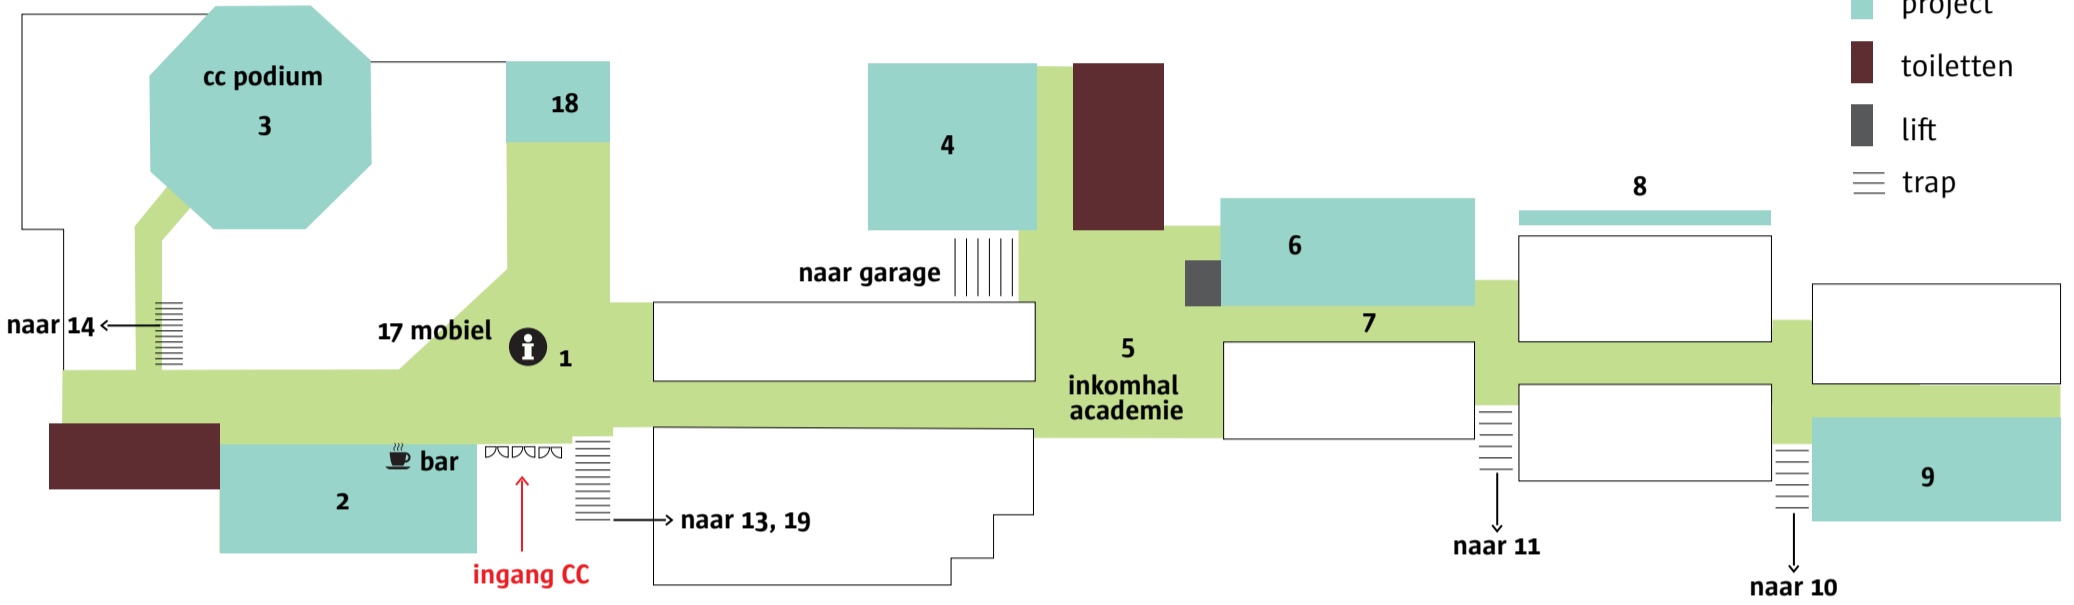 project
toiletten
lift
trap
cc podium
3
18
4
8
6
naar garage
7
naar 14
17 mobiel
1
5
inkomhal
academie
bar
2
9
naar 13, 19
naar 11
ingang CC
naar 10